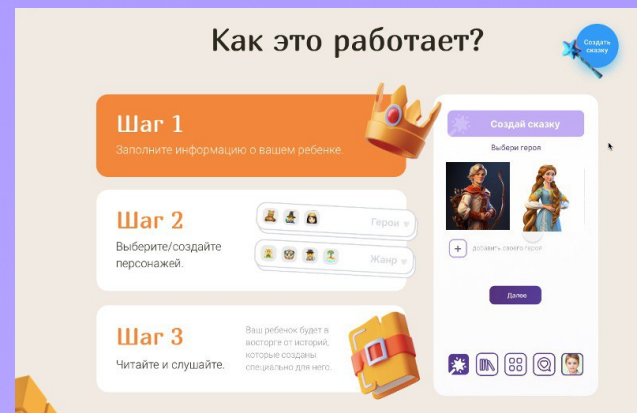 Как это работает?
Создать
сказку
Шаг 1
Заполните информацию о вашем ребенке.
Шаг 2
Выберите/создайте
персонажей.
Герои
Жанр
Шаг 3
Читайте и слушайте.
Ваш ребенок будет в
восторге от историй,
которые созданы
специально для него.
Создай сказку
Выбери героя
добавить своего героя
Далее